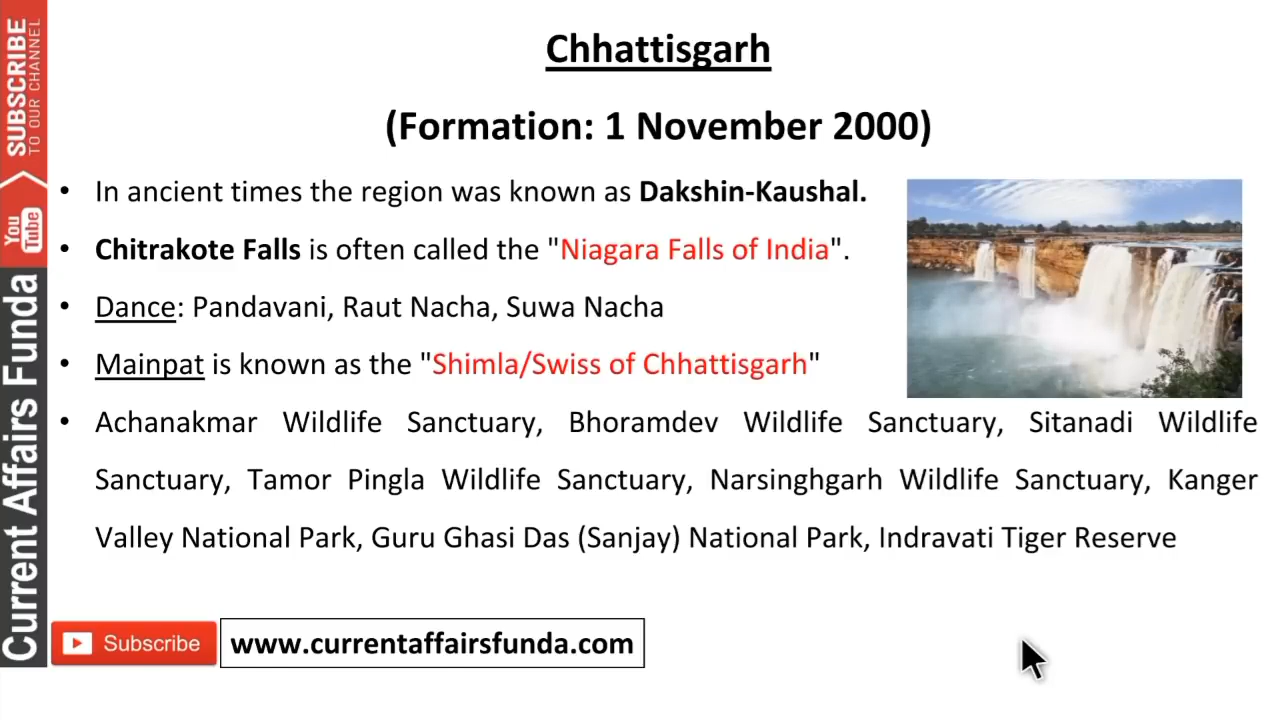 SUBSCRIBE
TO OUR CHANNEL
You
Tube
Current Affairs Funda
Chhattisgarh
(Formation: 1 November 2000)
• In ancient times the region was known as Dakshin-Kaushal.
• Chitrakote Falls is often called the "Niagara Falls of India".
• Dance: Pandavani, Raut Nacha, Suwa Nacha
• Mainpat is known as the "Shimla/Swiss of Chhattisgarh"
• Achanakmar Wildlife Sanctuary, Bhoramdev Wildlife Sanctuary, Sitanadi Wildlife
Sanctuary, Tamor Pingla Wildlife Sanctuary, Narsinghgarh Wildlife Sanctuary, Kanger
Valley National Park, Guru Ghasi Das (Sanjay) National Park, Indravati Tiger Reserve
Subscribe
www.currentaffairsfunda.com